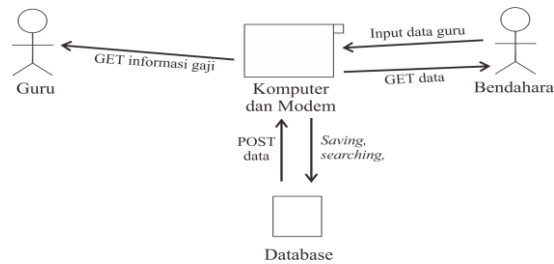 Input data guru
GET informasi gaji
GET data
Guru
Komputer
dan Modem
Bendahara
POST
data
Saving,
searching,
Database